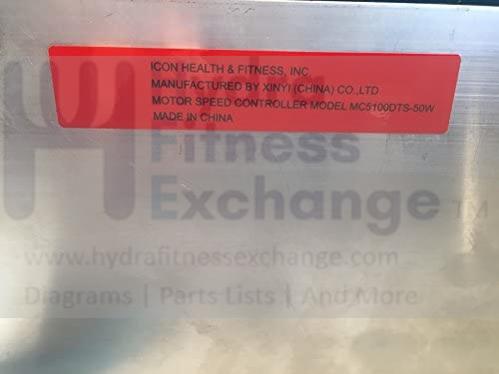 ICON HEALTH & FITNESS, INC
MANUFACTURED BY XINYI (CHINA) CO.,LTD
MOTOR SPEED CONTROLLER MODEL MC5100DTS-50W
MADE IN CHINA
Hydra
Fitness
Exchange TM
www.hydrafitnessexchange.com
Diagrams | Parts Lists | And More